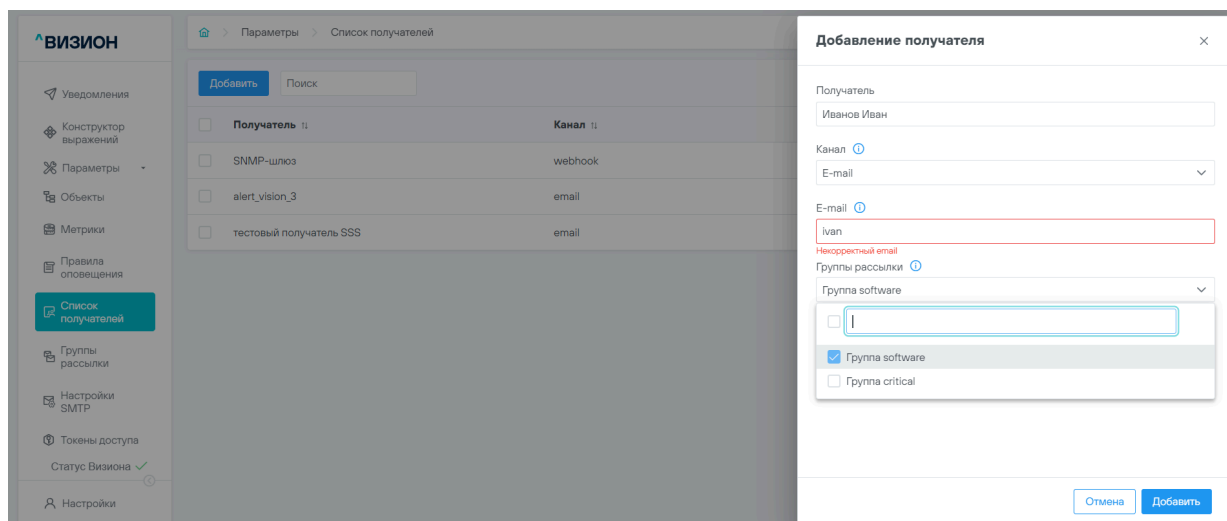 ^ВИЗИОН
Уведомления
Конструктор
выражений
Параметры
Объекты
Метрики
Правила
оповещения
Список
получателей
Группы
рассылки
Настройки
SMTP
Токены доступа
Статус Визиона
Настройки
Параметры > Список получателей
Добавить Поиск
Получатель Канал
SNMP-шлюз webhook
alert_vision_3 email
тестовый получатель SSS email
Добавление получателя
Получатель
Иванов Иван
Канал
E-mail
E-mail
ivan
Некорректный email
Группы рассылки
Группа software
Группа software
Группа critical
Отмена Добавить